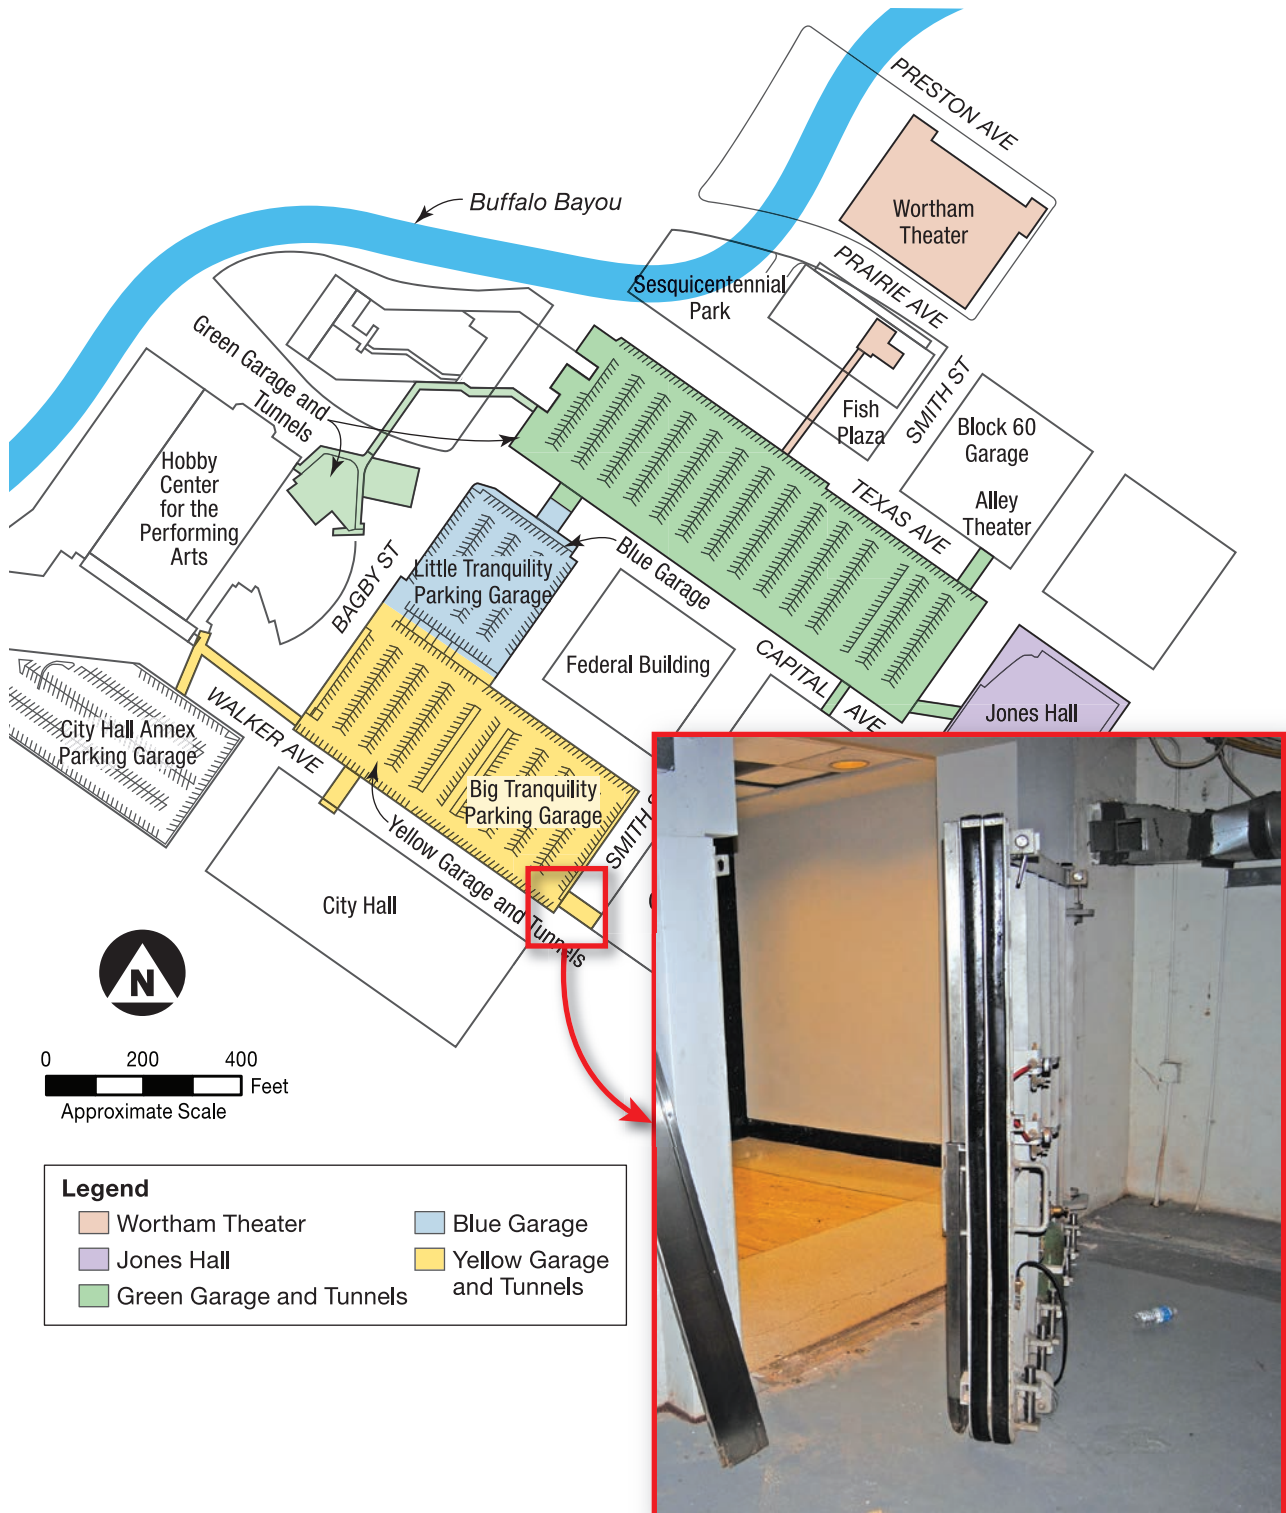 PRESTON AVE
Wortham
Theater
Buffalo Bayou
PRAIRIE AVE
Sesquicentennial
Park
Green Garage and
Tunnels
SMITH ST
Fish
Plaza
Block 60
Garage
Alley
Theater
TEXAS AVE
Hobby
Center
for the
Performing
Arts
BAGBY ST
Little Tranquility
Parking Garage
Blue Garage
Federal Building
CAPITAL AVE
Jones Hall
WALKER AVE
City Hall Annex
Parking Garage
Big Tranquility
Parking Garage
SMITH S
Yellow Garage and Tunnels
City Hall
N
0 200 400
Feet
Approximate Scale
Legend
Wortham Theater
Jones Hall
Green Garage and Tunnels
Blue Garage
Yellow Garage
and Tunnels